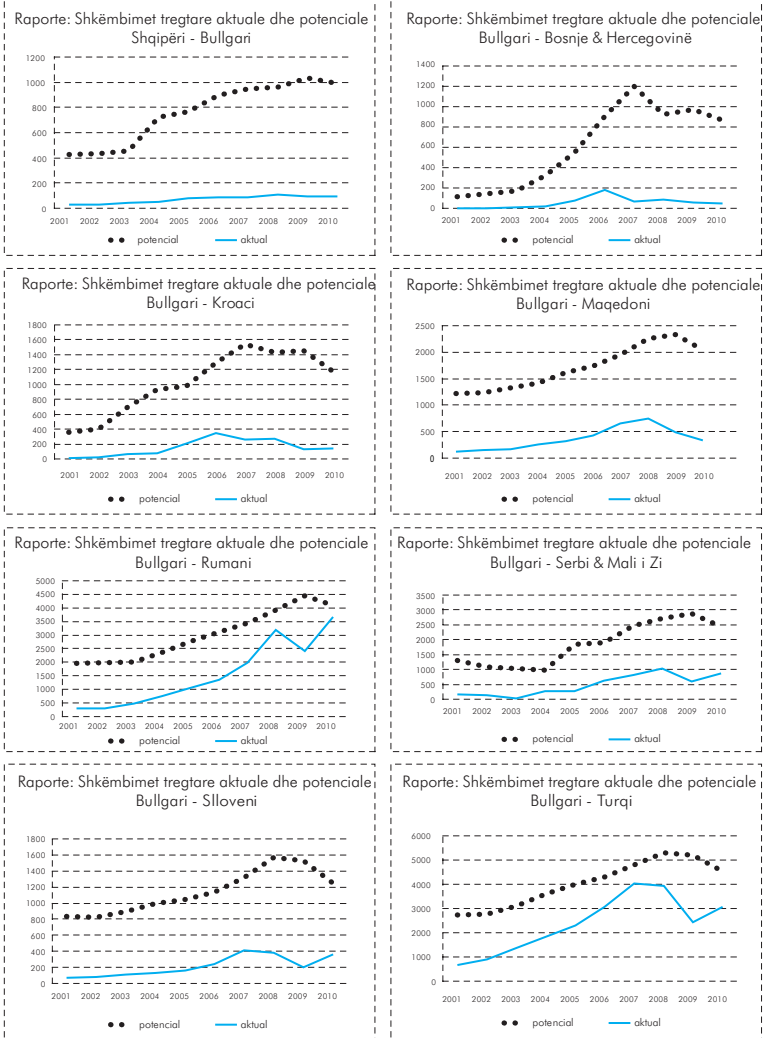 Raporte: Shkëmbimet tregtare aktuale dhe potenciale
Shqipëri - Bullgari
1200
1000
800
600
400
200
0
2001 2002 2003 2004 2005 2006 2007 2008 2009 2010
potencial aktual
Raporte: Shkëmbimet tregtare aktuale dhe potenciale
Bullgari - Bosnje & Hercegovinë
1400
1200
1000
800
600
400
200
0
2001 2002 2003 2004 2005 2006 2007 2008 2009 2010
potencial aktual
Raporte: Shkëmbimet tregtare aktuale dhe potenciale
Bullgari - Kroaci
1800
1600
1400
1200
1000
800
600
400
200
0
2001 2002 2003 2004 2005 2006 2007 2008 2009 2010
potencial aktual
Raporte: Shkëmbimet tregtare aktuale dhe potenciale
Bullgari - Maqedoni
2500
2000
1500
1000
500
0
2001 2002 2003 2004 2005 2006 2007 2008 2009 2010
potencial aktual
Raporte: Shkëmbimet tregtare aktuale dhe potenciale
Bullgari - Rumani
5000
4500
4000
3500
3000
2500
2000
1500
1000
500
0
2001 2002 2003 2004 2005 2006 2007 2008 2009 2010
potencial aktual
Raporte: Shkëmbimet tregtare aktuale dhe potenciale
Bullgari - Serbi & Mali i Zi
3500
3000
2500
2000
1500
1000
500
0
2001 2002 2003 2004 2005 2006 2007 2008 2009 2010
potencial aktual
Raporte: Shkëmbimet tregtare aktuale dhe potenciale
Bullgari - Slloveni
1800
1600
1400
1200
1000
800
600
400
200
0
2001 2002 2003 2004 2005 2006 2007 2008 2009 2010
potencial aktual
Raporte: Shkëmbimet tregtare aktuale dhe potenciale
Bullgari - Turqi
6000
5000
4000
3000
2000
1000
0
2001 2002 2003 2004 2005 2006 2007 2008 2009 2010
potencial aktual